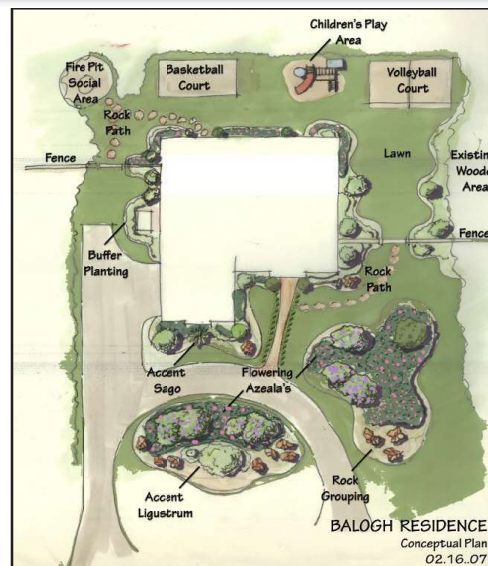 Children's Play
Area
Fire Pit
Social
Area
Basketball
Court
Volleyball
Court
Rock
Path
Fence
Lawn
Existin
Woode
Area
Fence
Buffer
Planting
Rock
Path
Accent
Sago
Flowering
Azeala's
Accent
Ligustrum
Rock
Grouping
BALOGH RESIDENCE
Conceptual Plan
02.16.07